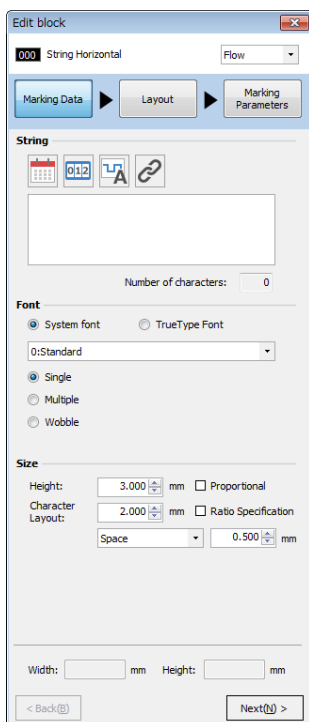 Edit block
000 String Horizontal Flow
Marking Data Layout Marking Parameters
String
012 A
Number of characters: 0
Font
System font TrueType Font
0:Standard
Single
Multiple
Wobble
Size
Height: 3.000 mm Proportional
Character Layout: 2.000 mm Ratio Specification
Space 0.500 mm
Width: mm Height: mm
< Back(B) Next(N) >